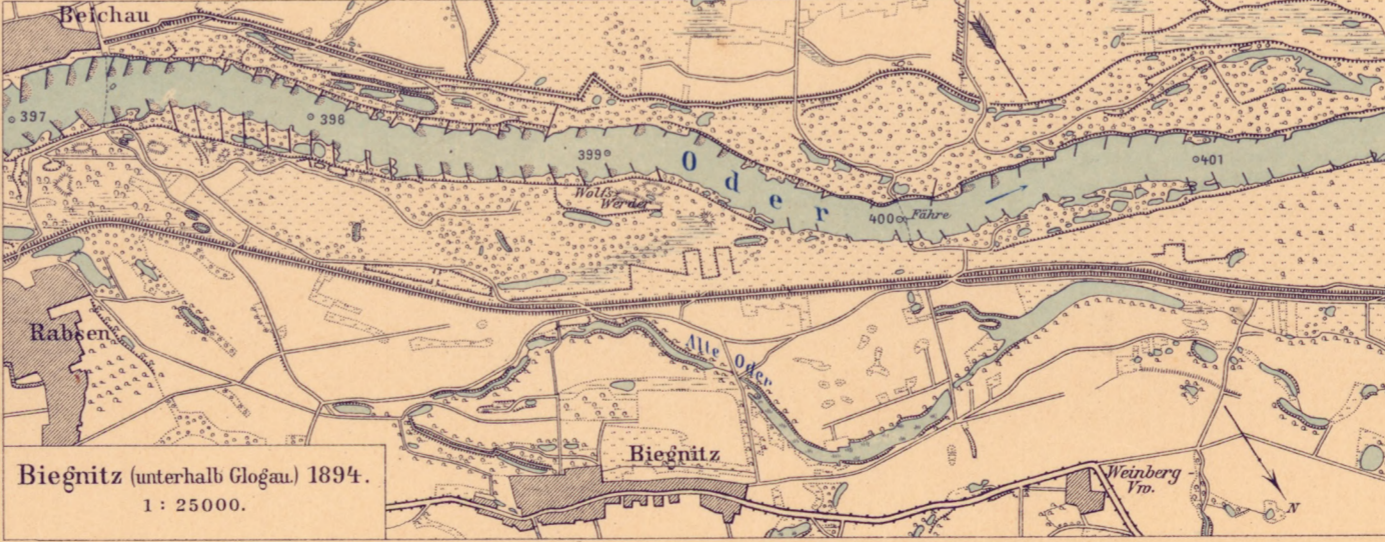 Beichau
n. Herrndorf
397
398
399
Oder
401
Wolfs-
Werder
400
Fähre
Rabsen
Alte Oder
Biegnitz
Weinberg -
Vw.
N
Biegnitz (unterhalb Glogau.) 1894.
1 : 25000.